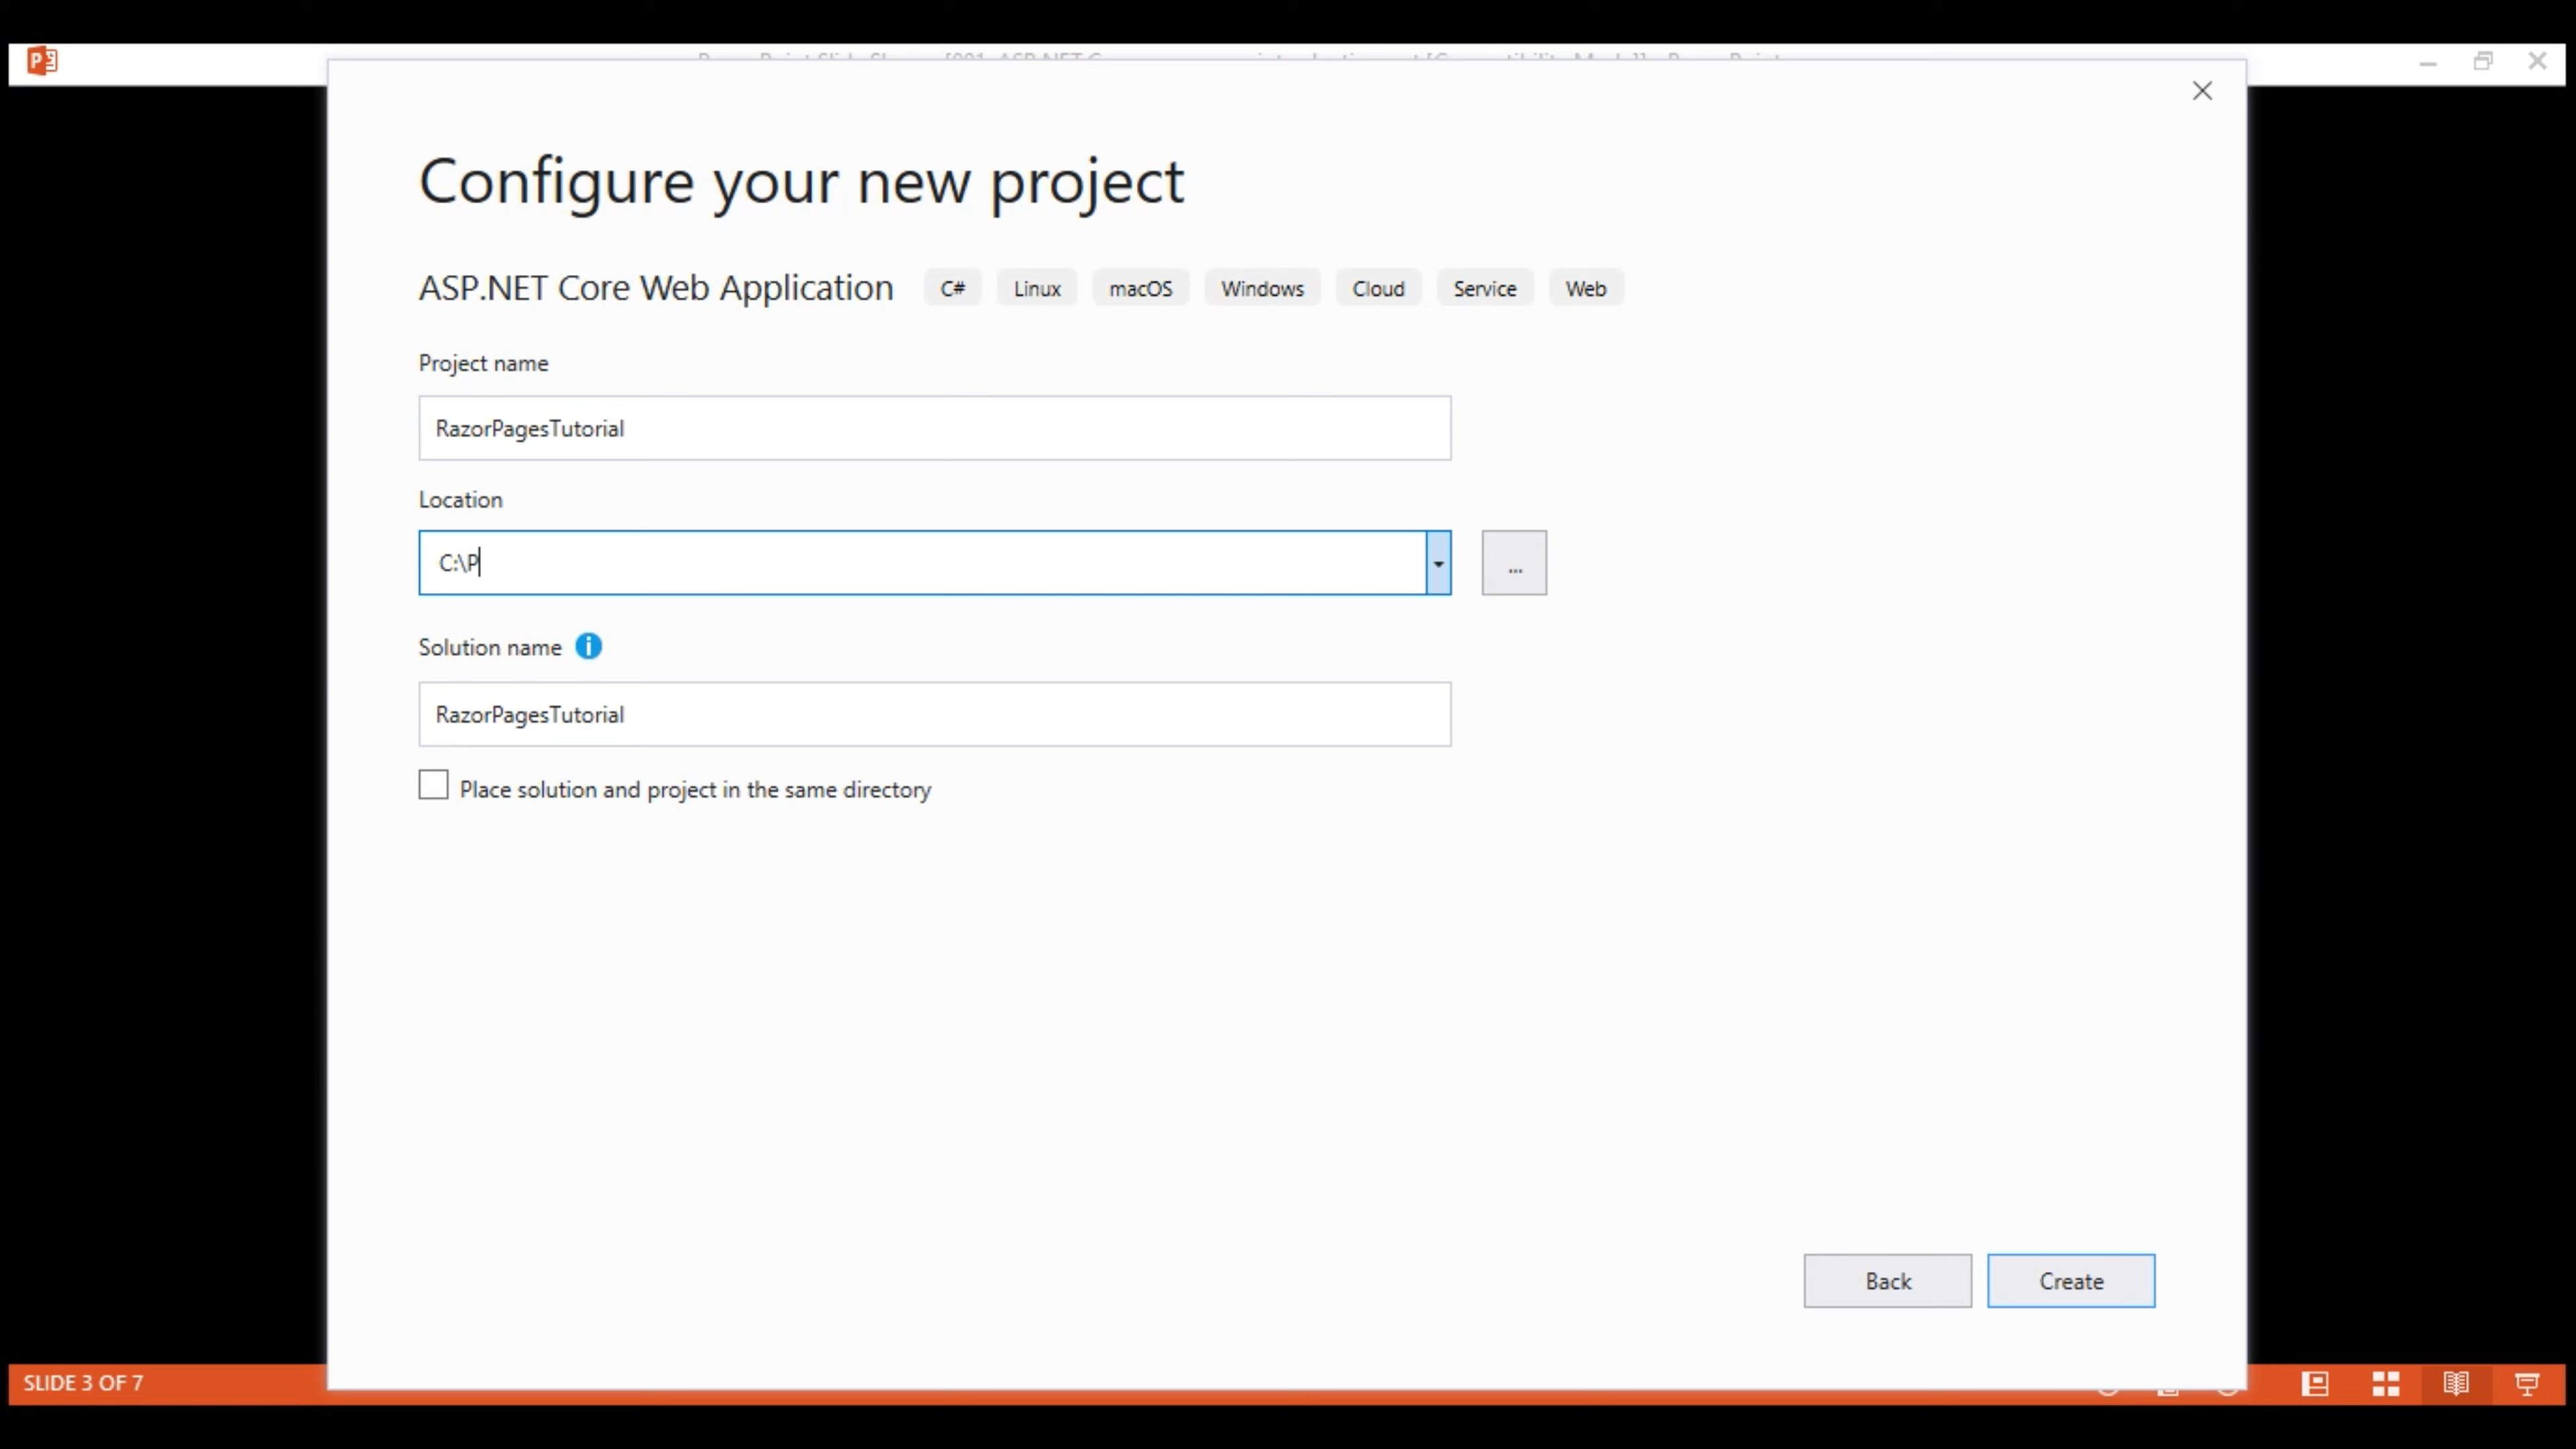 Configure your new project
ASP.NET Core Web Application C# Linux macOS Windows Cloud Service Web
Project name
RazorPagesTutorial
Location
C:\P
...
Solution name
RazorPagesTutorial
Place solution and project in the same directory
Back Create
SLIDE 3 OF 7